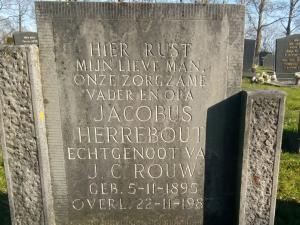 HIER RUST
MIJN LIEVE MAN
ONZE ZORGZAME
VADER EN OPA
JACOBUS
HERREBOUT
ECHTGENOOT VA
J. C. ROUW
GEB. 5-11-1895
OVERL. 22-11-198